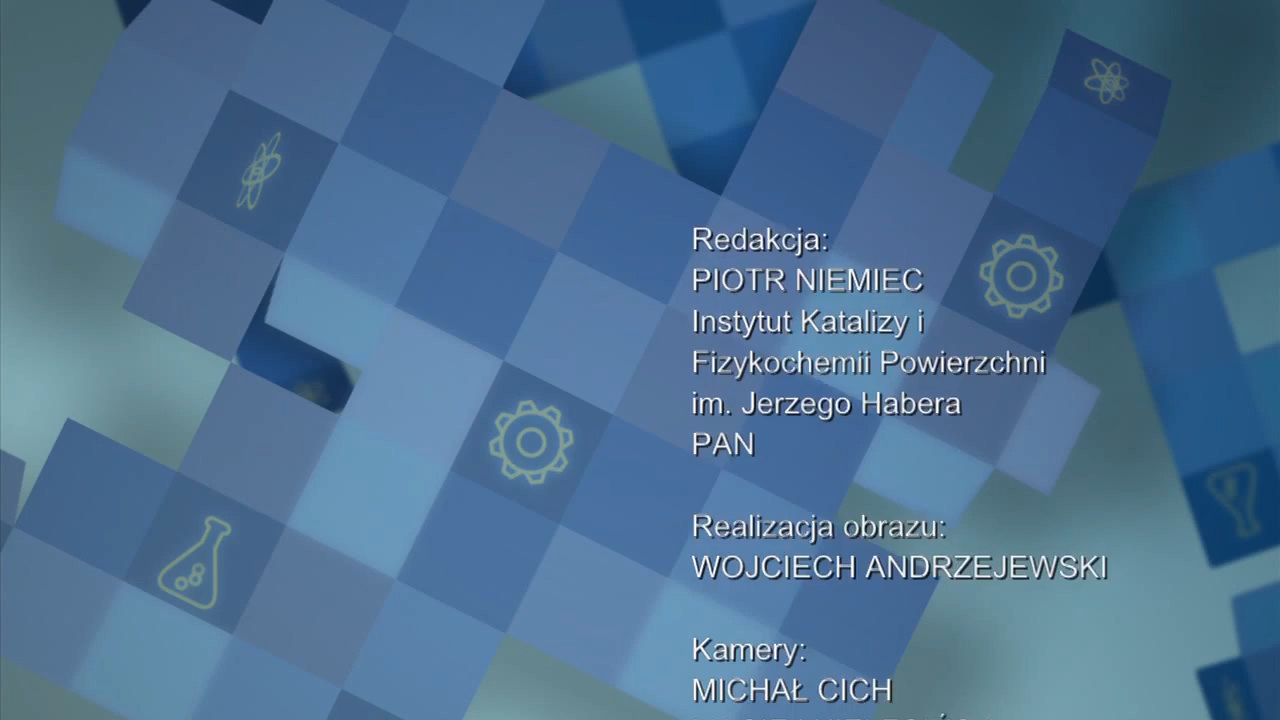 Redakcja:
PIOTR NIEMIEC
Instytut Katalizy i
Fizykochemii Powierzchni
im. Jerzego Habera
PAN
Realizacja obrazu:
WOJCIECH ANDRZEJEWSKI
Kamery:
MICHAŁ CICH